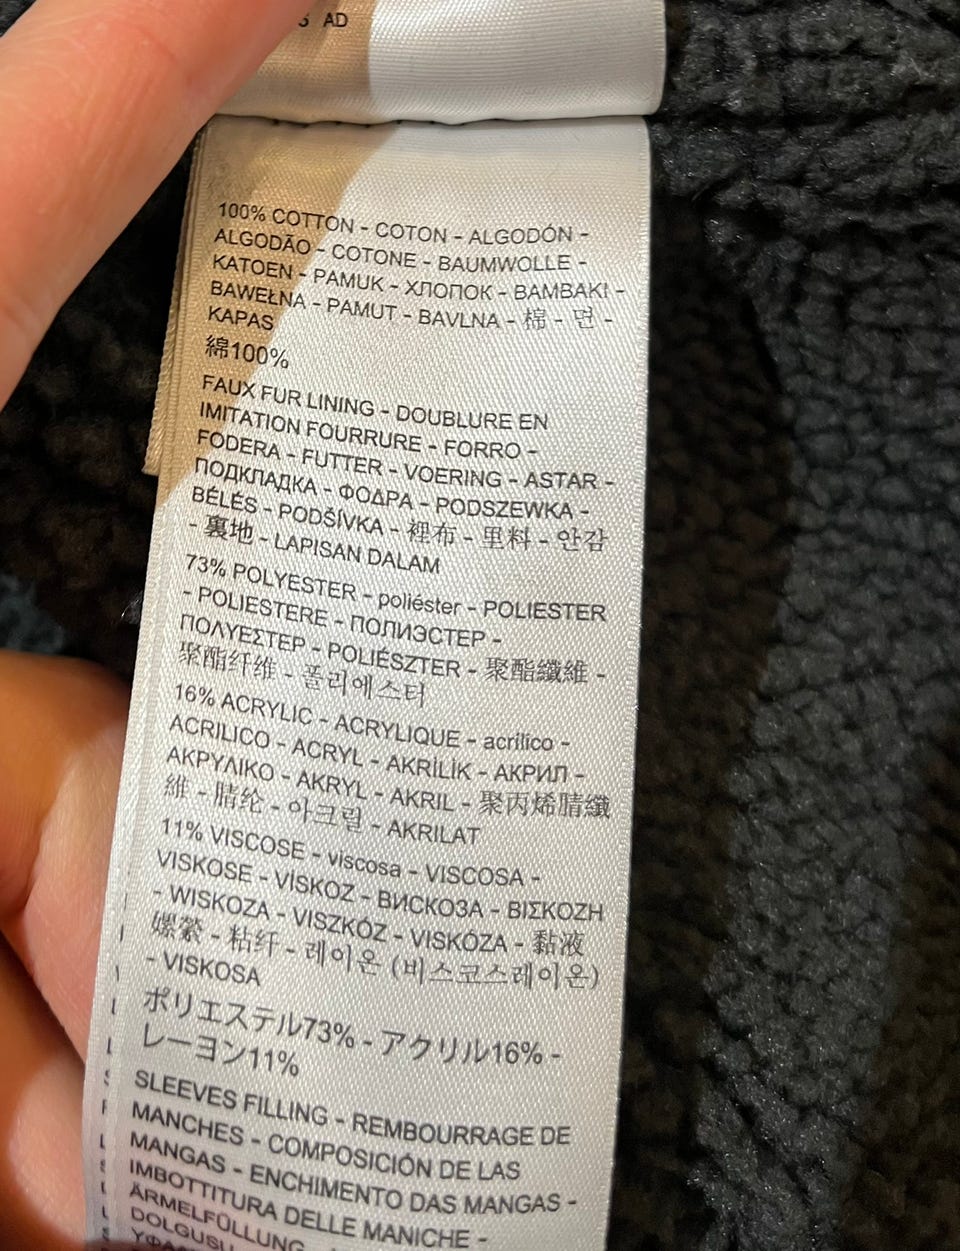 AD
100% COTTON - COTON - ALGODÓN -
ALGODÃO - COTONE - BAUMWOLLE -
KATOEN - PAMUK - ХЛОПОК - BAMBAKI -
BAWEŁNA - PAMUT - BAVLNA - 棉 - 면 -
KAPAS
綿100%
FAUX FUR LINING - DOUBLURE EN
IMITATION FOURRURE - FORRO -
FODERA - FUTTER - VOERING - ASTAR -
ПОДКЛАДКА - ΦΟΔΡΑ - PODSZEWKA -
BÉLÉS - PODŠÍVKA - 裡布 - 里料 - 안감
- 裏地 - LAPISAN DALAM
73% POLYESTER - poliéster - POLIESTER
- POLIESTERE - ПОЛИЭСТЕР -
ΠΟΛΥΕΣΤΕΡ - POLIÉSZTER - 聚酯纖維 -
聚酯纤维 - 폴리에스터
16% ACRYLIC - ACRYLIQUE - acrílico -
ACRILICO - ACRYL - AKRİLİK - АКРИЛ -
ΑΚΡΥΛΙΚΟ - AKRYL - AKRIL - 聚丙烯腈纖
維 - 腈纶 - 아크릴 - AKRILAT
11% VISCOSE - viscosa - VISCOSA -
VISKOSE - VİSKOZ - ВИСКОЗА - ΒΙΣΚΟΖΗ
- WISKOZA - VISZKÓZ - VISKÓZA - 黏液
嫘縈 - 粘纤 - 레이온 (비스코스레이온)
- VISKOSA
ポリエステル73% - アクリル16% -
レーヨン11%
SLEEVES FILLING - REMBOURRAGE DE
MANCHES - COMPOSICIÓN DE LAS
MANGAS - ENCHIMENTO DAS MANGAS -
IMBOTTITURA DELLE MANICHE -
ÄRMELFÜLLUNG -
DOLGUSU